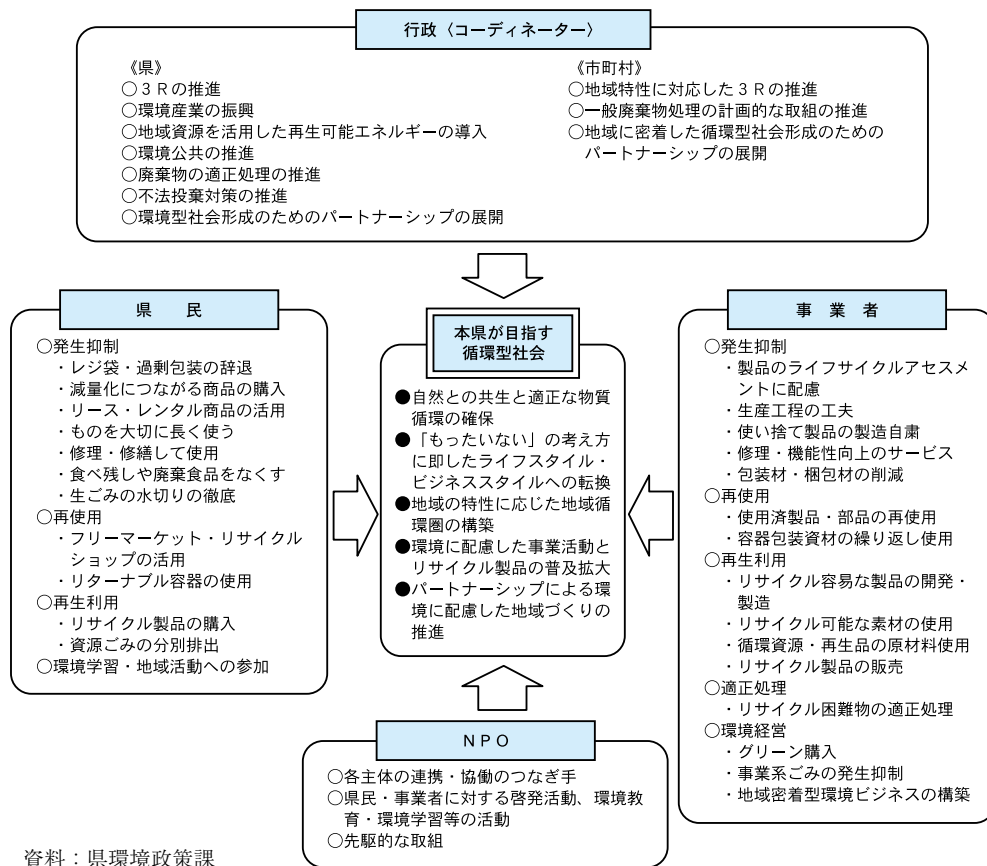 行政〈コーディネーター〉
《県》
○3Rの推進
○環境産業の振興
○地域資源を活用した再生可能エネルギーの導入
○環境公共の推進
○廃棄物の適正処理の推進
○不法投棄対策の推進
○環境型社会形成のためのパートナーシップの展開
《市町村》
○地域特性に対応した3Rの推進
○一般廃棄物処理の計画的な取組の推進
○地域に密着した循環型社会形成のための
パートナーシップの展開
県 民
○発生抑制
・レジ袋・過剰包装の辞退
・減量化につながる商品の購入
・リース・レンタル商品の活用
・ものを大切に長く使う
・修理・修繕して使用
・食べ残しや廃棄食品をなくす
・生ごみの水切りの徹底
○再使用
・フリーマーケット・リサイクル
ショップの活用
・リターナブル容器の使用
○再生利用
・リサイクル製品の購入
・資源ごみの分別排出
○環境学習・地域活動への参加
本県が目指す
循環型社会
●自然との共生と適正な物質
循環の確保
●「もったいない」の考え方
に即したライフスタイル・
ビジネススタイルへの転換
●地域の特性に応じた地域循
環圏の構築
●環境に配慮した事業活動と
リサイクル製品の普及拡大
●パートナーシップによる環
境に配慮した地域づくりの
推進
事 業 者
○発生抑制
・製品のライフサイクルアセスメ
ントに配慮
・生産工程の工夫
・使い捨て製品の製造自粛
・修理・機能性向上のサービス
・包装材・梱包材の削減
○再使用
・使用済製品・部品の再使用
・容器包装資材の繰り返し使用
○再生利用
・リサイクル容易な製品の開発・
製造
・リサイクル可能な素材の使用
・循環資源・再生品の原材料使用
・リサイクル製品の販売
○適正処理
・リサイクル困難物の適正処理
○環境経営
・グリーン購入
・事業系ごみの発生抑制
・地域密着型環境ビジネスの構築
NPO
○各主体の連携・協働のつなぎ手
○県民・事業者に対する啓発活動、環境教
育・環境学習等の活動
○先駆的な取組
資料：県環境政策課